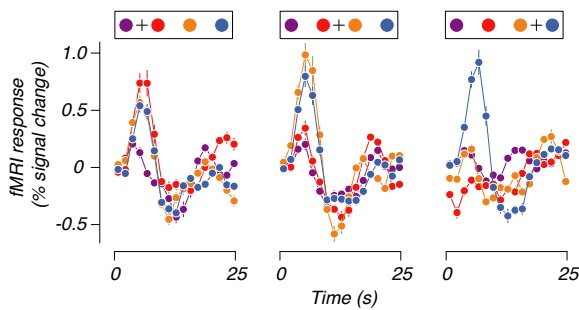 + + +
1.0
0.5
0
-0.5
fMRI response
(% signal change)
0 25 0 25 0 25
Time (s)